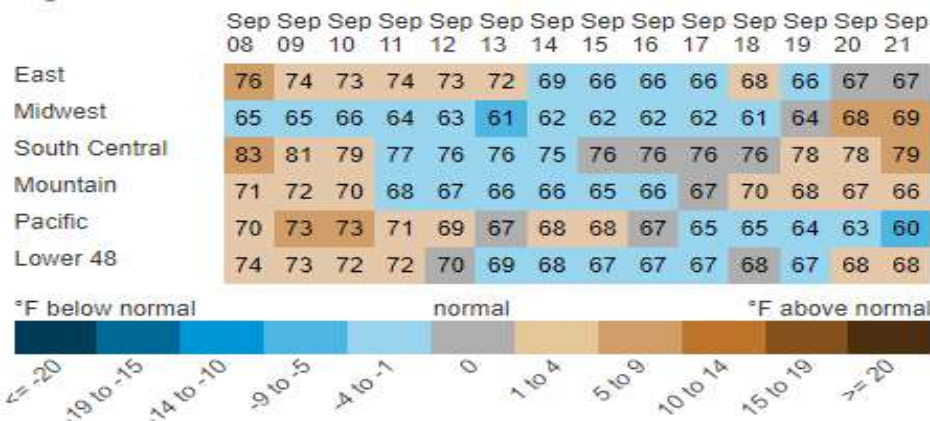 Sep Sep Sep Sep Sep Sep Sep Sep Sep Sep Sep Sep Sep Sep
08 09 10 11 12 13 14 15 16 17 18 19 20 21
East 76 74 73 74 73 72 69 66 66 66 68 66 67 67
Midwest 65 65 66 64 63 61 62 62 62 62 61 64 68 69
South Central 83 81 79 77 76 76 75 76 76 76 76 78 78 79
Mountain 71 72 70 68 67 66 66 65 66 67 70 68 67 66
Pacific 70 73 73 71 69 67 68 68 67 65 65 64 63 60
Lower 48 74 73 72 72 70 69 68 67 67 67 68 67 68 68
°F below normal normal °F above normal
<= -20 -19 to -15 -14 to -10 -9 to -5 -4 to -1 0 1 to 4 5 to 9 10 to 14 15 to 19 >= 20